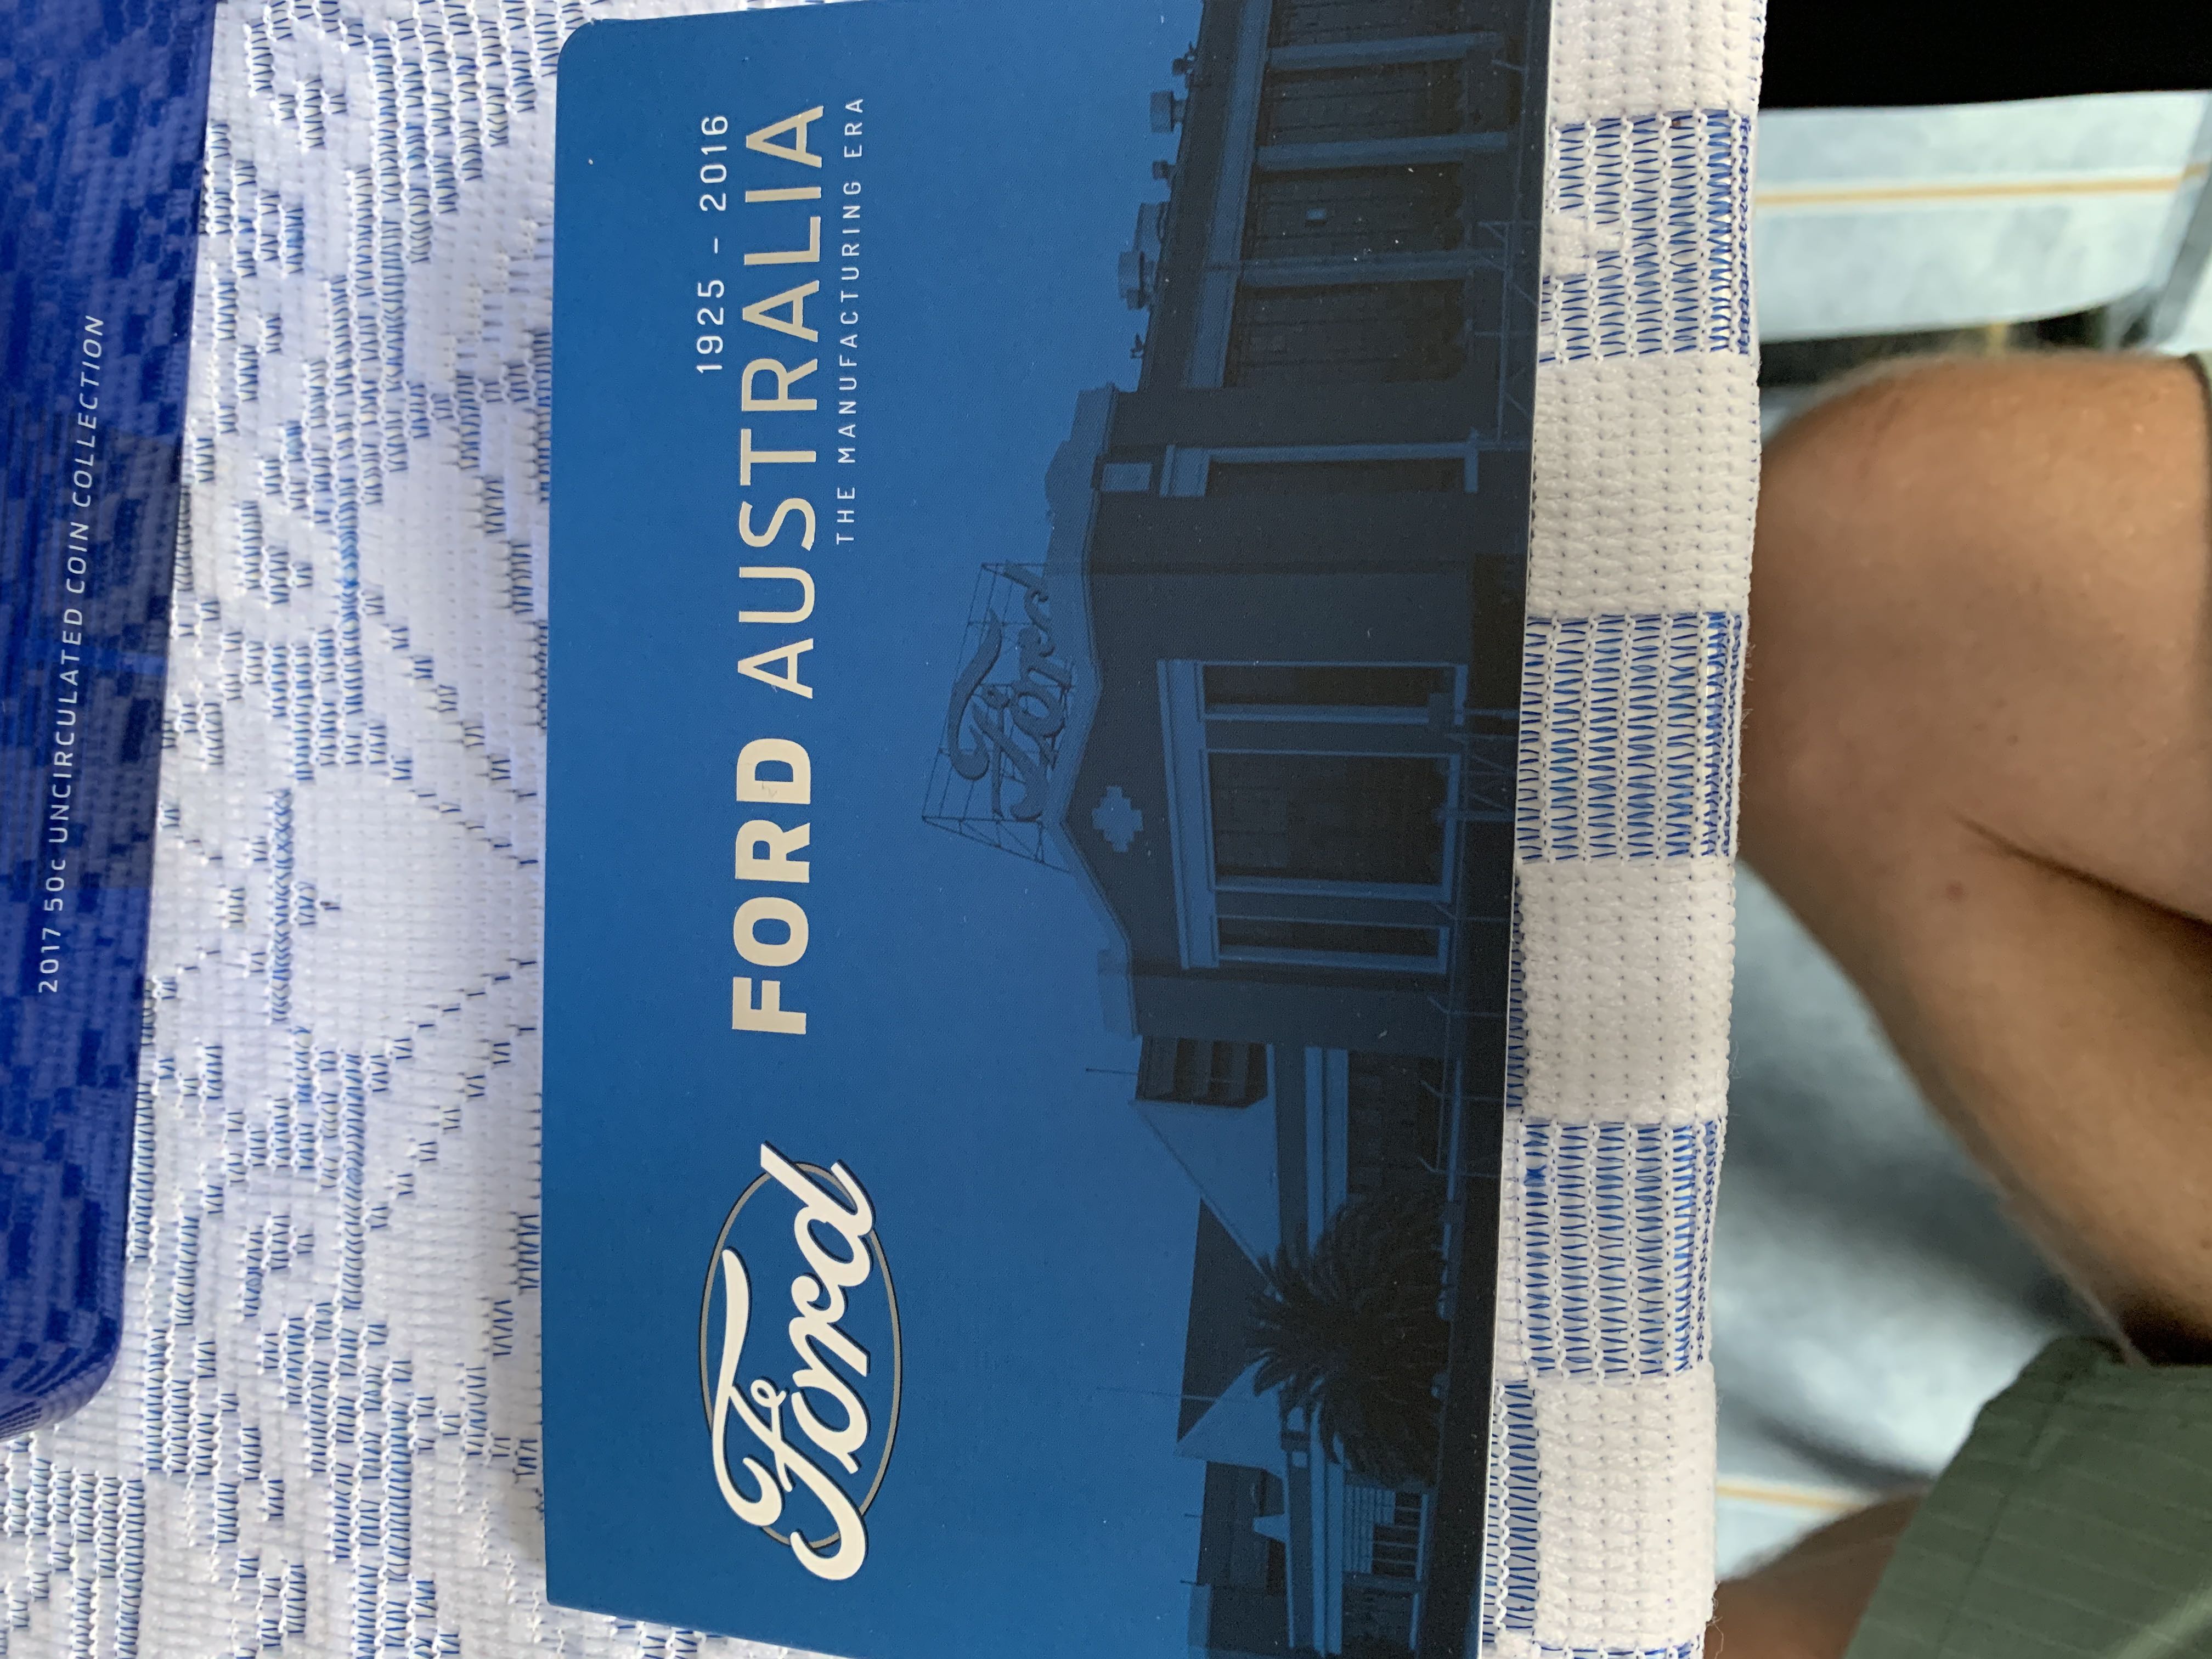 2017 50c UNCIRCULATED COIN COLLECTION
Ford
1925 - 2016
FORD AUSTRALIA
THE MANUFACTURING ERA
Ford